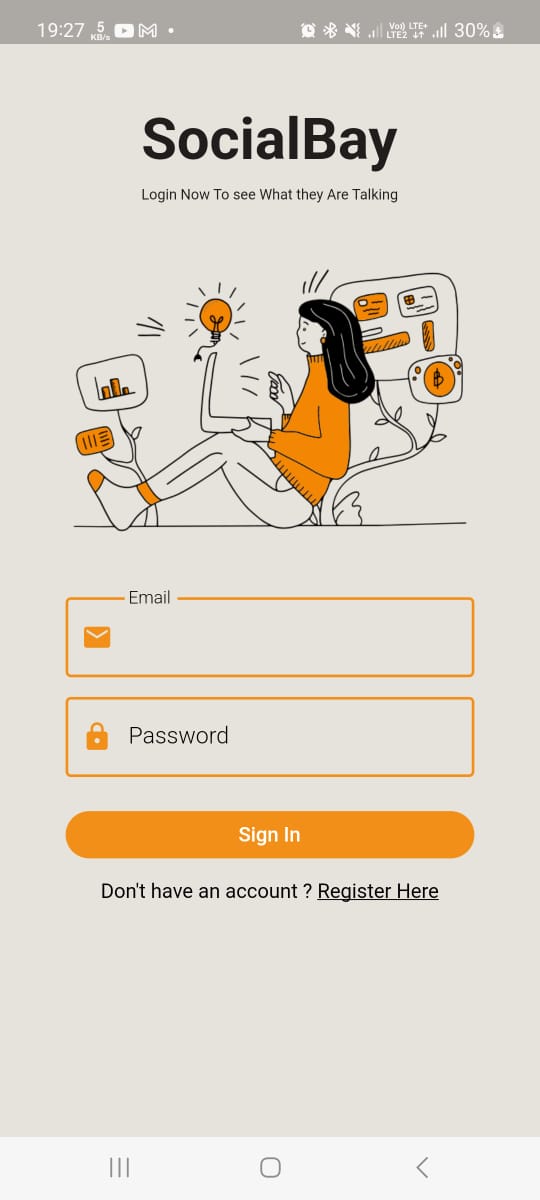 19:27 5 KB/s Vo)) LTE+ LTE2 30%
SocialBay
Login Now To see What they Are Talking
Email
Password
Sign In
Don't have an account ? Register Here